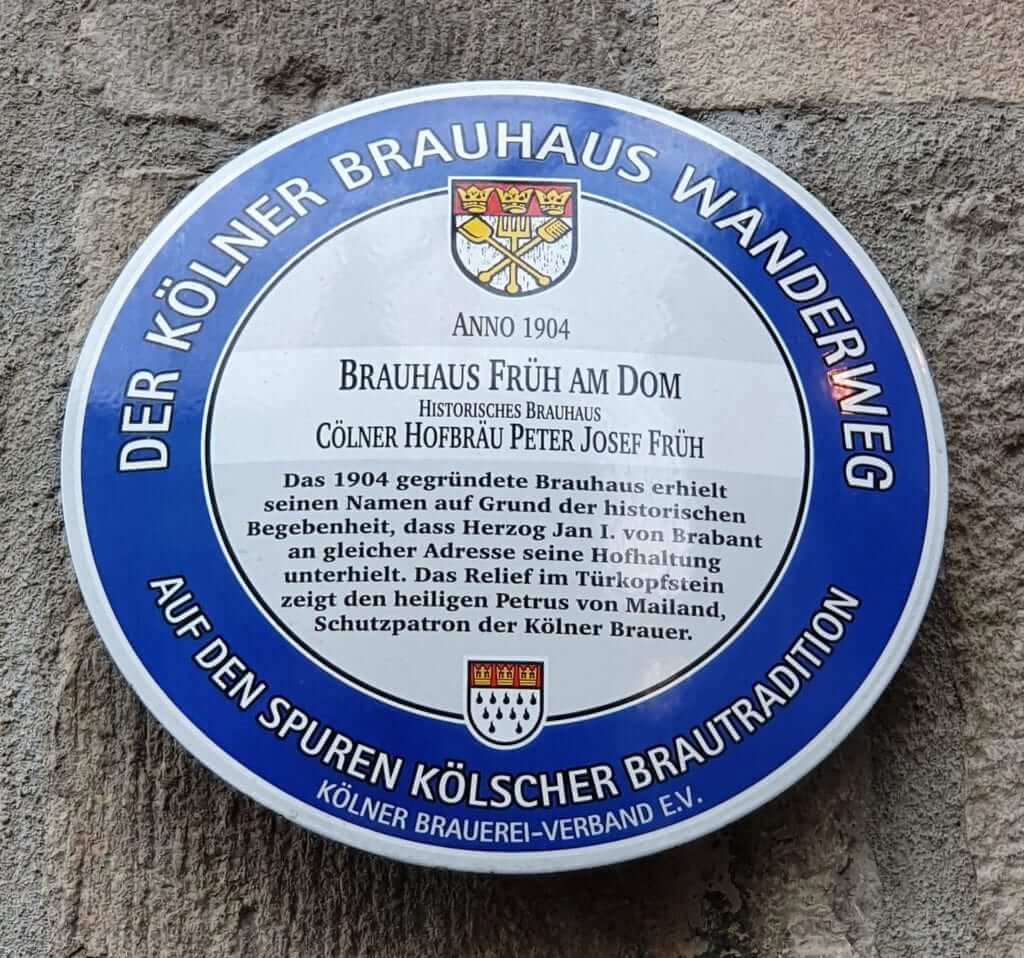 DER KÖLNER BRAUHAUS WANDERWEG
ANNO 1904
BRAUHAUS FRÜH AM DOM
HISTORISCHES BRAUHAUS
CÖLNER HOFBRÄU PETER JOSEF FRÜH
Das 1904 gegründete Brauhaus erhielt
seinen Namen auf Grund der historischen
Begebenheit, dass Herzog Jan I. von Brabant
an gleicher Adresse seine Hofhaltung
unterhielt. Das Relief im Türkopfstein
zeigt den heiligen Petrus von Mailand,
Schutzpatron der Kölner Brauer.
AUF DEN SPUREN KÖLSCHER BRAUTRADITION
KÖLNER BRAUEREI-VERBAND E.V.